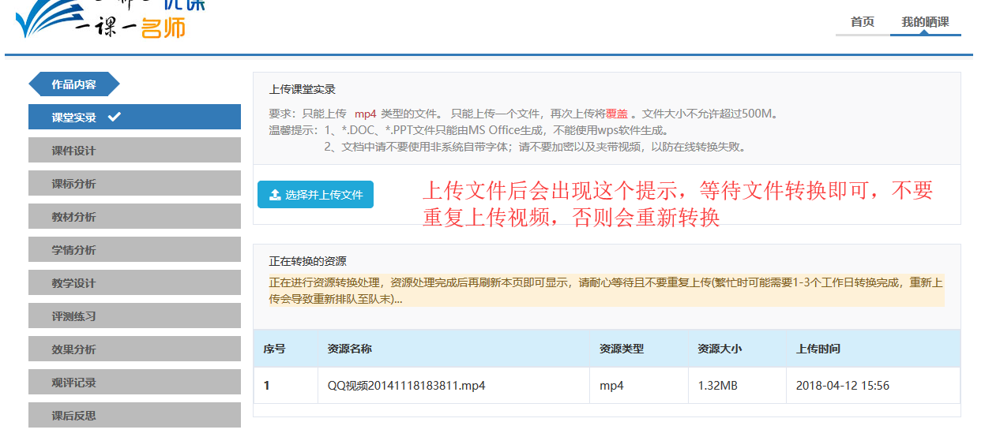 优课
一课一名师
首页
我的晒课
作品内容
课堂实录
课件设计
课标分析
教材分析
学情分析
教学设计
评测练习
效果分析
观评记录
课后反思
上传课堂实录
要求：只能上传 mp4 类型的文件。 只能上传一个文件，再次上传将覆盖 。文件大小不允许超过500M。
温馨提示：1、*.DOC、*.PPT文件只能由MS Office生成，不能使用wps软件生成。
2、文档中请不要使用非系统自带字体；请不要加密以及夹带视频，以防在线转换失败。
选择并上传文件
上传文件后会出现这个提示，等待文件转换即可，不要
重复上传视频，否则会重新转换
正在转换的资源
正在进行资源转换处理，资源处理完成后再刷新本页即可显示，请耐心等待且不要重复上传(繁忙时可能需要1-3个工作日转换完成，重新上
传会导致重新排队至队末)...
序号 资源名称 资源类型 资源大小 上传时间
1 QQ视频20141118183811.mp4 mp4 1.32MB 2018-04-12 15:56